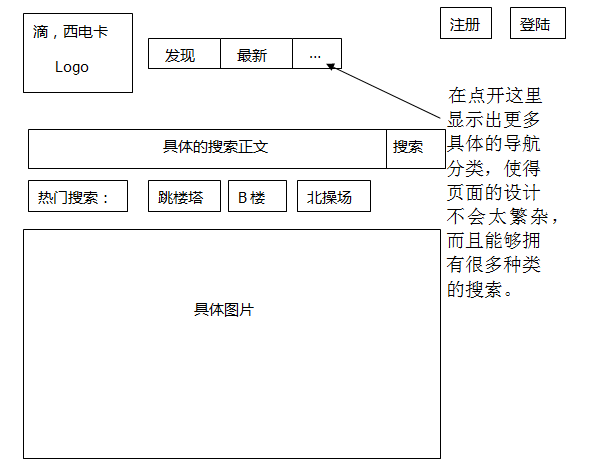 滴，西电卡
Logo
注册
登陆
发现
最新
...
在点开这里
显示出更多
具体的导航
分类，使得
页面的设计
不会太繁杂，
而且能够拥
有很多种类
的搜索。
具体的搜索正文
搜索
热门搜索：
跳楼塔
B楼
北操场
具体图片